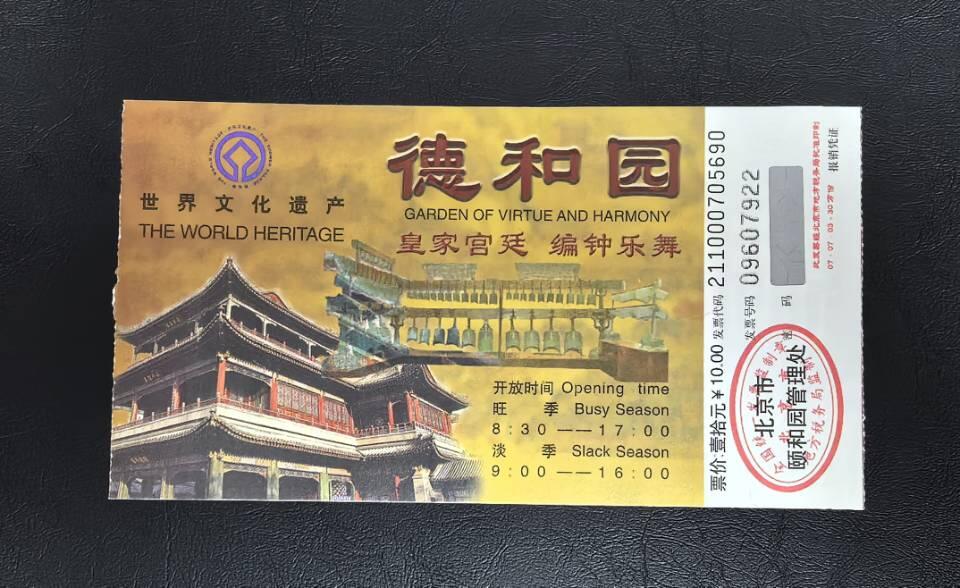 世界文化遗产
THE WORLD HERITAGE
德和园
GARDEN OF VIRTUE AND HARMONY
皇家宫廷 编钟乐舞
开放时间 Opening time
旺 季 Busy Season
8:30——17:00
淡 季 Slack Season
9:00——16:00
票价:壹拾元¥10.00 发票代码 211000705690
发票号码 09607922
密 码
北京市
颐和园管理处
报销凭证